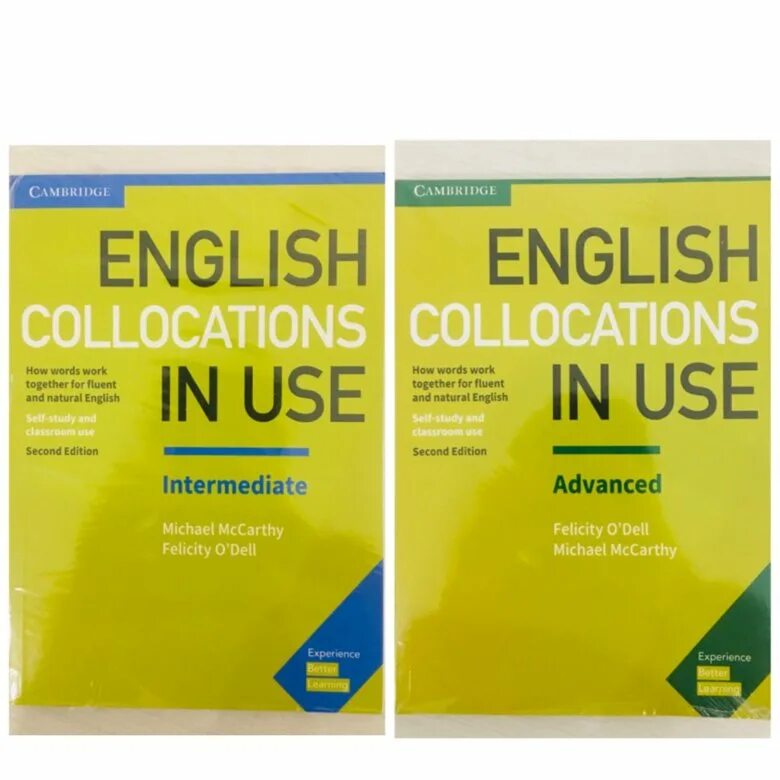 CAMBRIDGE
ENGLISH
COLLOCATIONS
IN USE
How words work
together for fluent
and natural English
Self-study and
classroom use
Second Edition
Intermediate
Michael McCarthy
Felicity O'Dell
Experience
Better
Learning
CAMBRIDGE
ENGLISH
COLLOCATIONS
IN USE
How words work
together for fluent
and natural English
Self-study and
classroom use
Second Edition
Advanced
Felicity O'Dell
Michael McCarthy
Experience
Better
Learning